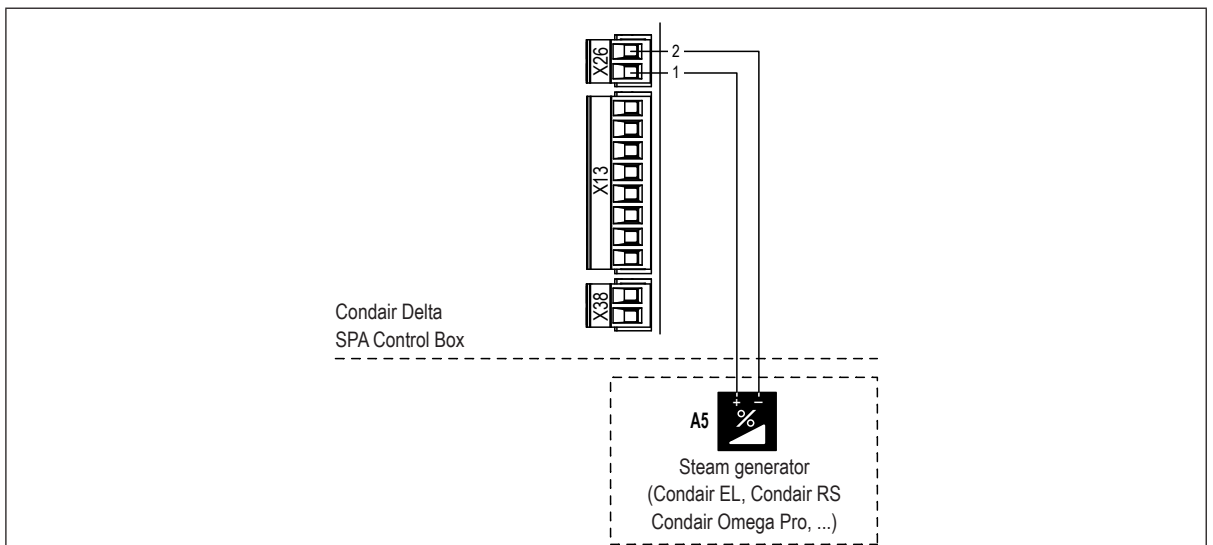 X26
2
1
X13
X38
Condair Delta
SPA Control Box
+ −
A5
%
Steam generator
(Condair EL, Condair RS
Condair Omega Pro, ...)